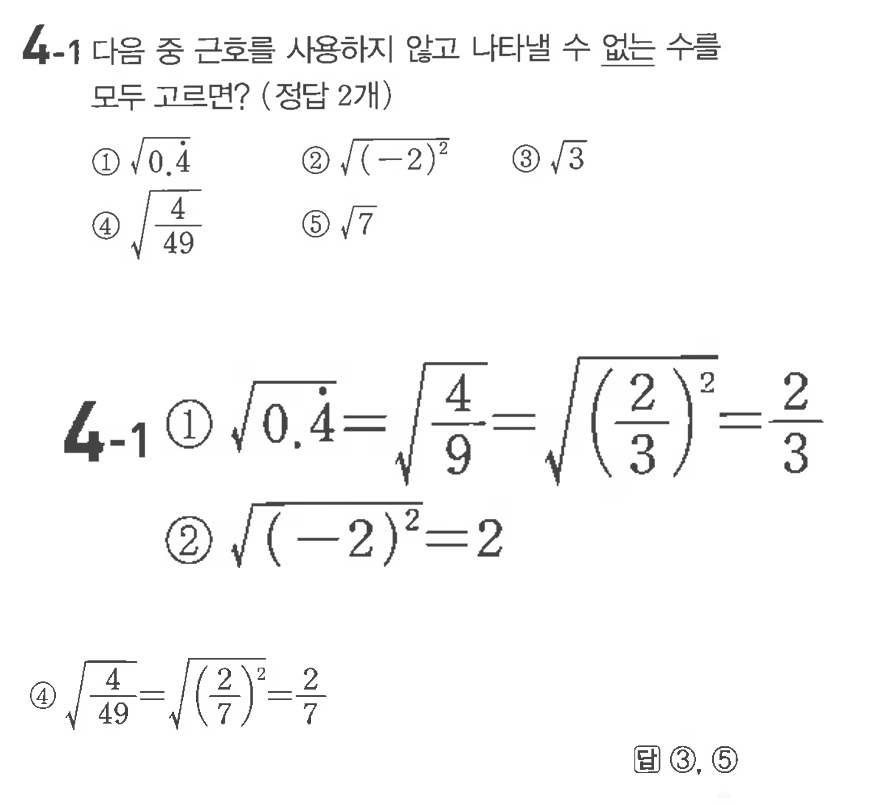 4-1 다음 중 근호를 사용하지 않고 나타낼 수 없는 수를
모두 고르면? (정답 2개)
① √0.4̇ ② √(-2)² ③ √3
④ √(4/49) ⑤ √7
4-1 ① √0.4̇=√(4/9)=√((2/3)²)=2/3
② √(-2)²=2
④ √(4/49)=√((2/7)²)=2/7
답 ③, ⑤